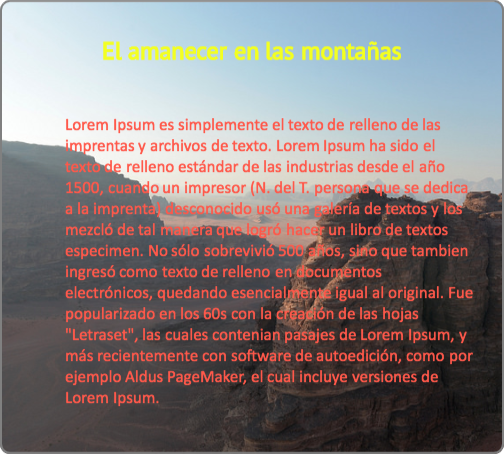 El amanecer en las montañas
Lorem Ipsum es simplemente el texto de relleno de las
imprentas y archivos de texto. Lorem Ipsum ha sido el
texto de relleno estándar de las industrias desde el año
1500, cuando un impresor (N. del T. persona que se dedica
a la imprenta) desconocido usó una galería de textos y los
mezcló de tal manera que logró hacer un libro de textos
especimen. No sólo sobrevivió 500 años, sino que tambien
ingresó como texto de relleno en documentos
electrónicos, quedando esencialmente igual al original. Fue
popularizado en los 60s con la creación de las hojas
"Letraset", las cuales contenian pasajes de Lorem Ipsum, y
más recientemente con software de autoedición, como por
ejemplo Aldus PageMaker, el cual incluye versiones de
Lorem Ipsum.